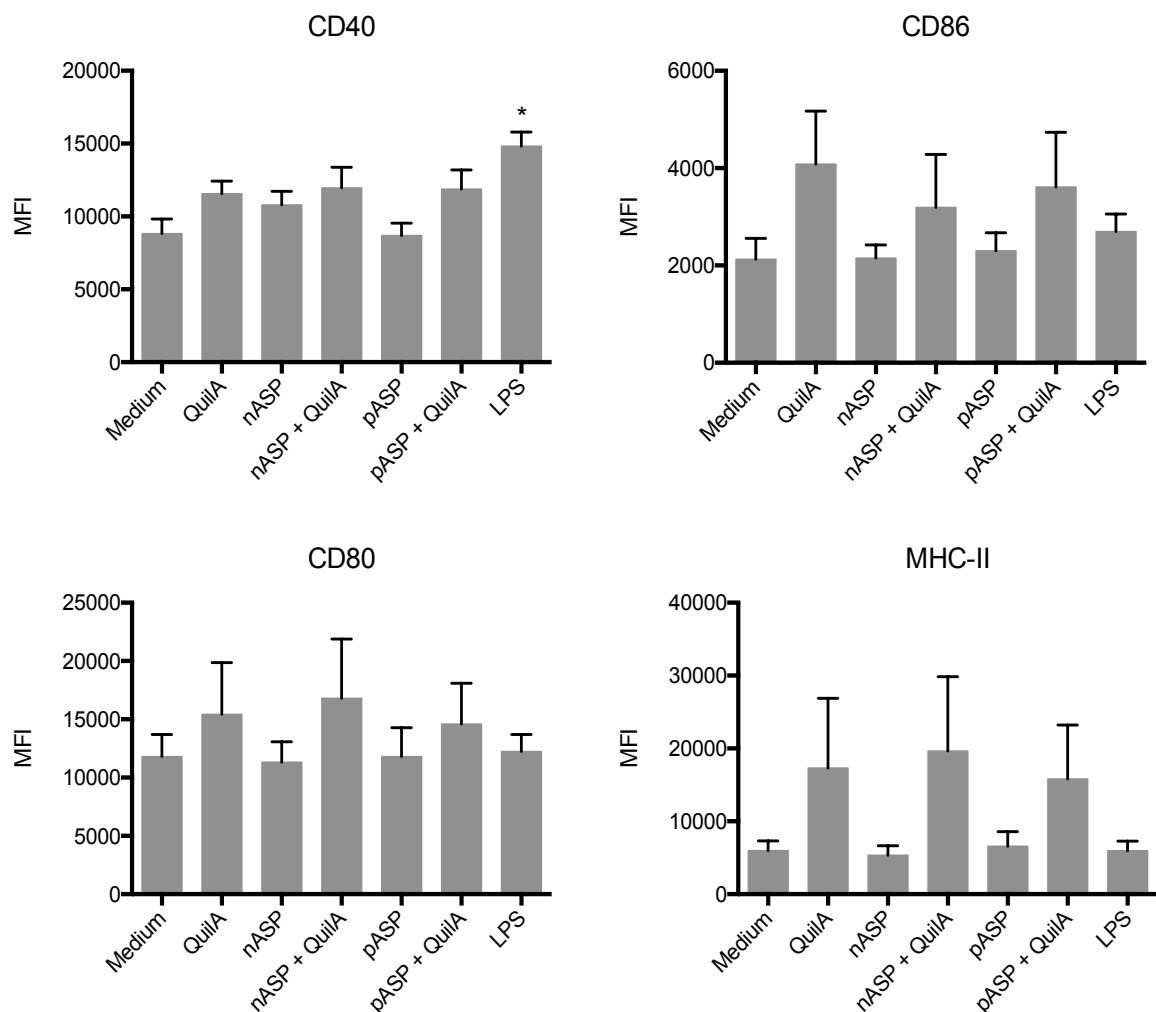 CD40
20000
15000
10000
5000
0
MFI
*
Medium
QuilA
nASP
nASP + QuilA
pASP
pASP + QuilA
LPS
CD86
6000
4000
2000
0
MFI
Medium
QuilA
nASP
nASP + QuilA
pASP
pASP + QuilA
LPS
CD80
25000
20000
15000
10000
5000
0
MFI
Medium
QuilA
nASP
nASP + QuilA
pASP
pASP + QuilA
LPS
MHC-II
40000
30000
20000
10000
0
MFI
Medium
QuilA
nASP
nASP + QuilA
pASP
pASP + QuilA
LPS